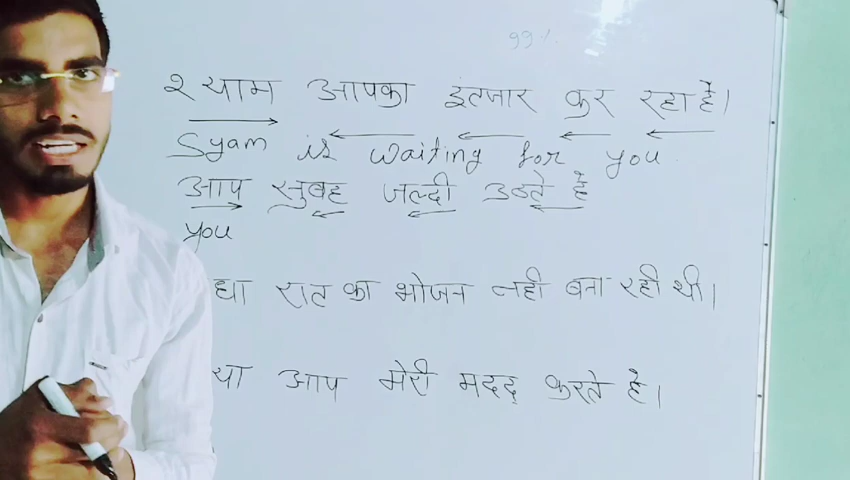 99%
श्याम आपका इंतजार कर रहा है।
Syam is waiting for you
आप सुबह जल्दी उठते है
you
धा रात का भोजन नही बना रही थी।
या आप मेरी मदद करते है।